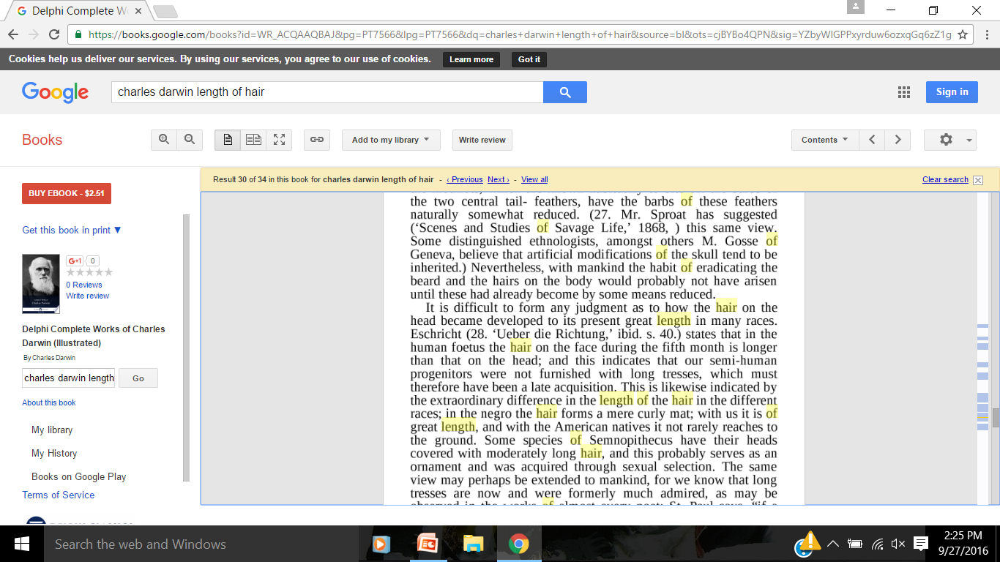 Delphi Complete Wo
https://books.google.com/books?id=WR_ACQAAQBAJ&pg=PT7566&lpg=PT7566&dq=charles+darwin+length+of+hair&source=bl&ots=cjBYBo4QPN&sig=YZbyWIGPPxyrduw6ozxqGq6zZ1g
Cookies help us deliver our services. By using our services, you agree to our use of cookies. Learn more Got it
Google charles darwin length of hair Sign in
Books Add to my library Write review Contents
Result 30 of 34 in this book for charles darwin length of hair - ‹ Previous Next › - View all Clear search
BUY EBOOK - $2.51
Get this book in print ▼
G+1 0
0 Reviews
Write review
Delphi Complete Works of Charles
Darwin (Illustrated)
By Charles Darwin
charles darwin length Go
About this book
My library
My History
Books on Google Play
Terms of Service
the two central tail- feathers, have the barbs of these feathers
naturally somewhat reduced. (27. Mr. Sproat has suggested
(‘Scenes and Studies of Savage Life,’ 1868, ) this same view.
Some distinguished ethnologists, amongst others M. Gosse of
Geneva, believe that artificial modifications of the skull tend to be
inherited.) Nevertheless, with mankind the habit of eradicating the
beard and the hairs on the body would probably not have arisen
until these had already become by some means reduced.
It is difficult to form any judgment as to how the hair on the
head became developed to its present great length in many races.
Eschricht (28. ‘Ueber die Richtung,’ ibid. s. 40.) states that in the
human foetus the hair on the face during the fifth month is longer
than that on the head; and this indicates that our semi-human
progenitors were not furnished with long tresses, which must
therefore have been a late acquisition. This is likewise indicated by
the extraordinary difference in the length of the hair in the different
races; in the negro the hair forms a mere curly mat; with us it is of
great length, and with the American natives it not rarely reaches to
the ground. Some species of Semnopithecus have their heads
covered with moderately long hair, and this probably serves as an
ornament and was acquired through sexual selection. The same
view may perhaps be extended to mankind, for we know that long
tresses are now and were formerly much admired, as may be
observed in the works of almost every poet; St. Paul says, “if a
Search the web and Windows
2:25 PM
9/27/2016